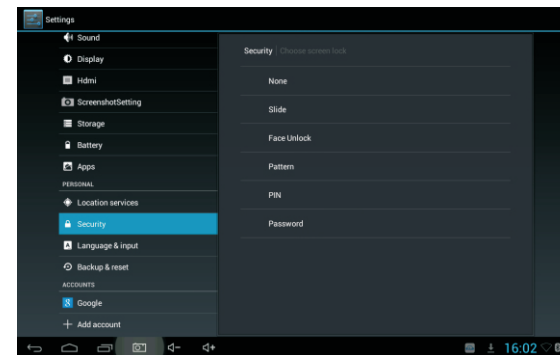 Settings
Sound
Display
Hdmi
ScreenshotSetting
Storage
Battery
Apps
PERSONAL
Location services
Security
Language & input
Backup & reset
ACCOUNTS
Google
Add account
Security | Choose screen lock
None
Slide
Face Unlock
Pattern
PIN
Password
16:02